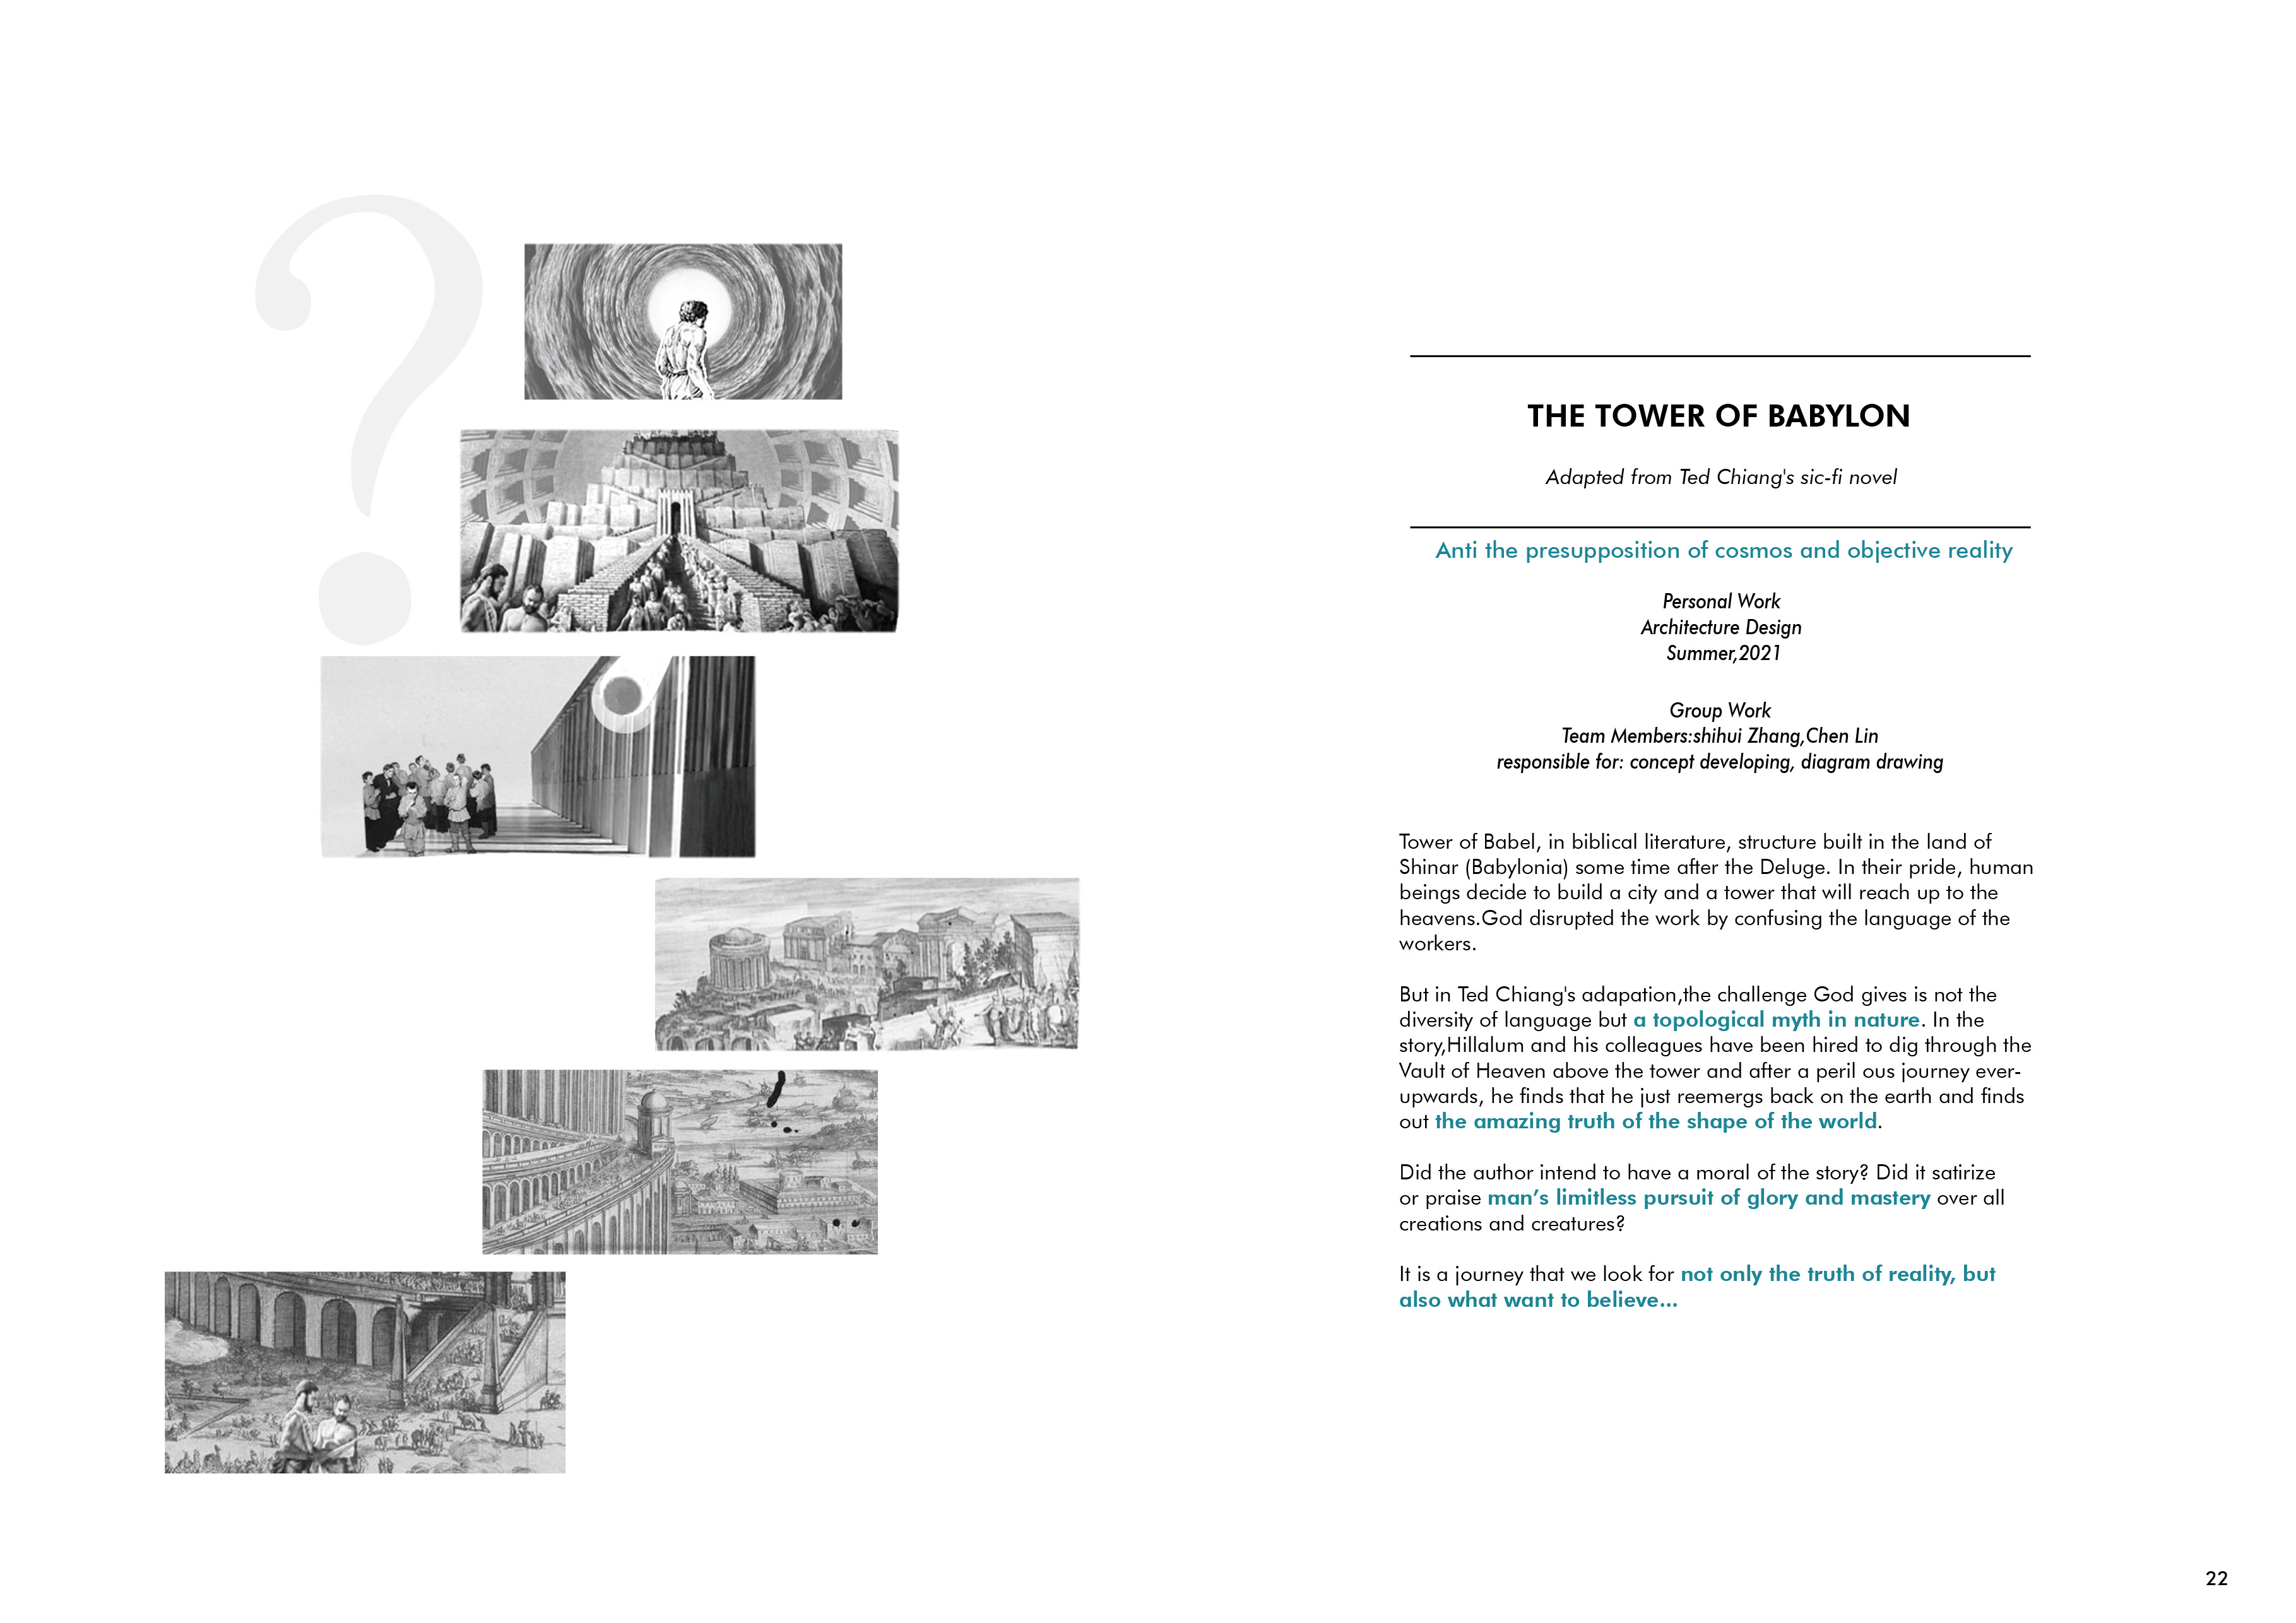 ?
THE TOWER OF BABYLON
Adapted from Ted Chiang's sic-fi novel
Anti the presupposition of cosmos and objective reality
Personal Work
Architecture Design
Summer,2021
Group Work
Team Members:shihui Zhang,Chen Lin
responsible for: concept developing, diagram drawing
Tower of Babel, in biblical literature, structure built in the land of
Shinar (Babylonia) some time after the Deluge. In their pride, human
beings decide to build a city and a tower that will reach up to the
heavens.God disrupted the work by confusing the language of the
workers.
But in Ted Chiang's adapation,the challenge God gives is not the
diversity of language but a topological myth in nature. In the
story,Hillalum and his colleagues have been hired to dig through the
Vault of Heaven above the tower and after a peril ous journey ever-
upwards, he finds that he just reemergs back on the earth and finds
out the amazing truth of the shape of the world.
Did the author intend to have a moral of the story? Did it satirize
or praise man’s limitless pursuit of glory and mastery over all
creations and creatures?
It is a journey that we look for not only the truth of reality, but
also what want to believe...
22